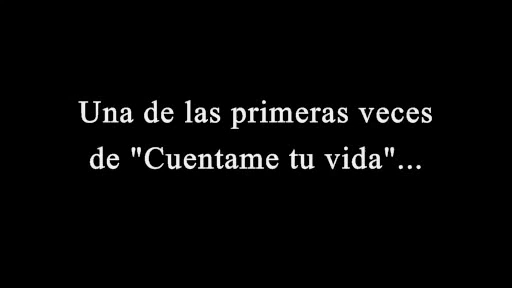 Una de las primeras veces
de "Cuentame tu vida"...